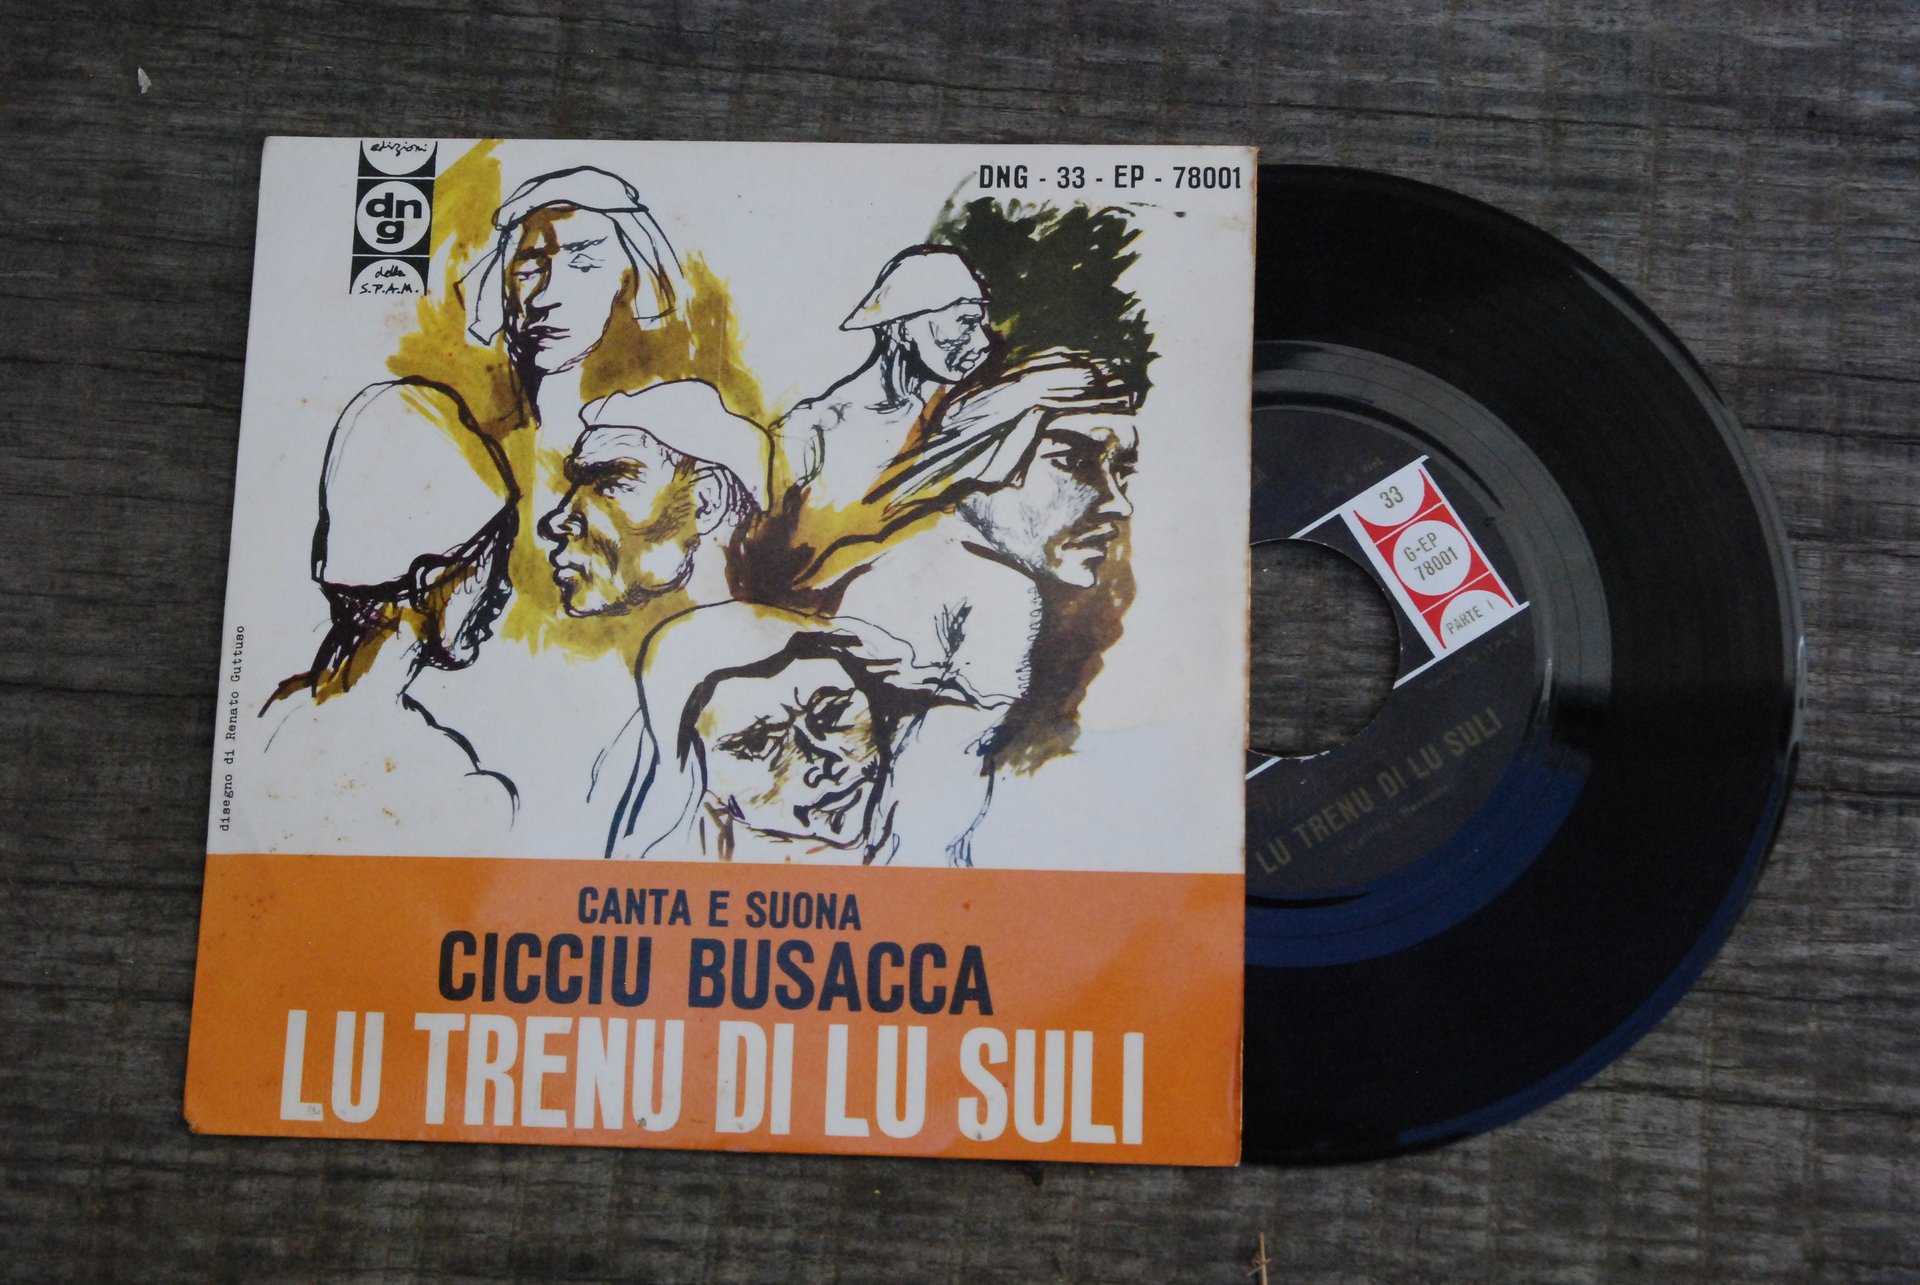 edizioni
dng
della
S.P.A.M.
DNG - 33 - EP - 78001
disegno di Renato Guttuso
CANTA E SUONA
CICCIU BUSACCA
LU TRENU DI LU SULI
33
G-EP
78001
PARTE I
LU TRENU DI LU SULI